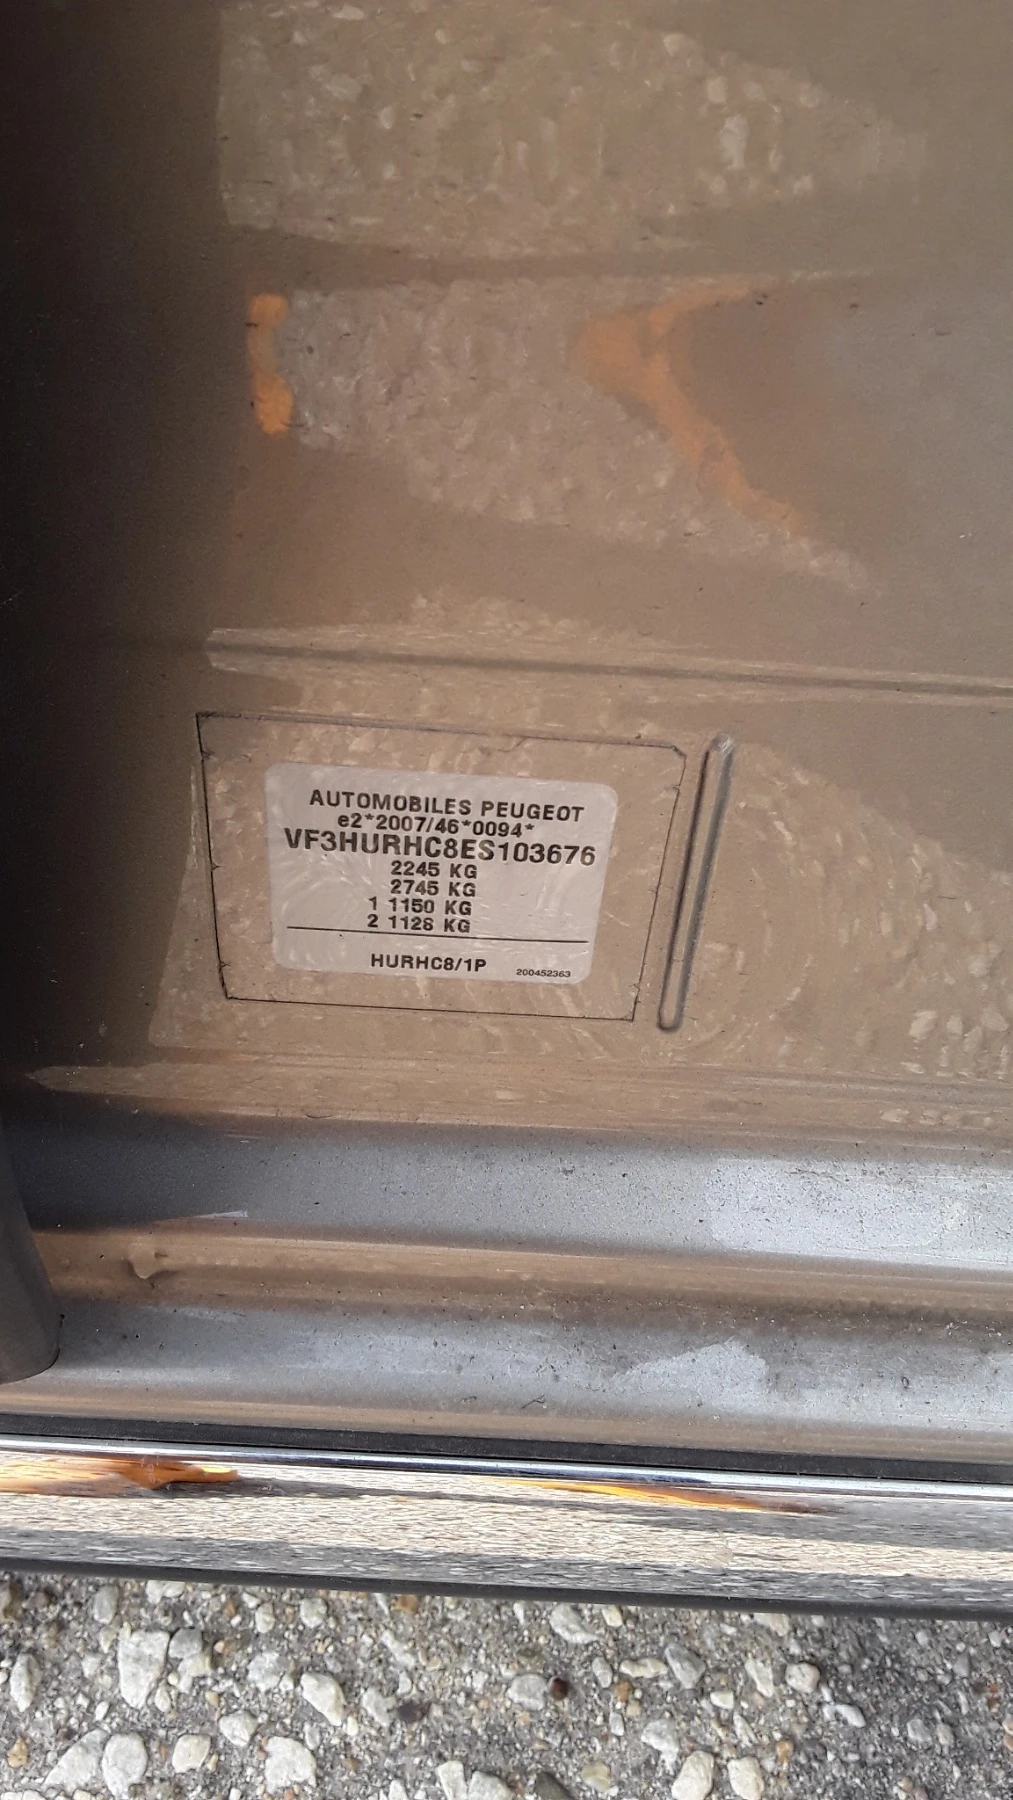 AUTOMOBILES PEUGEOT
e2*2007/46*0094*
VF3HURHC8ES103676
2245 KG
2745 KG
1 1150 KG
2 1128 KG
HURHC8/1P
200452363